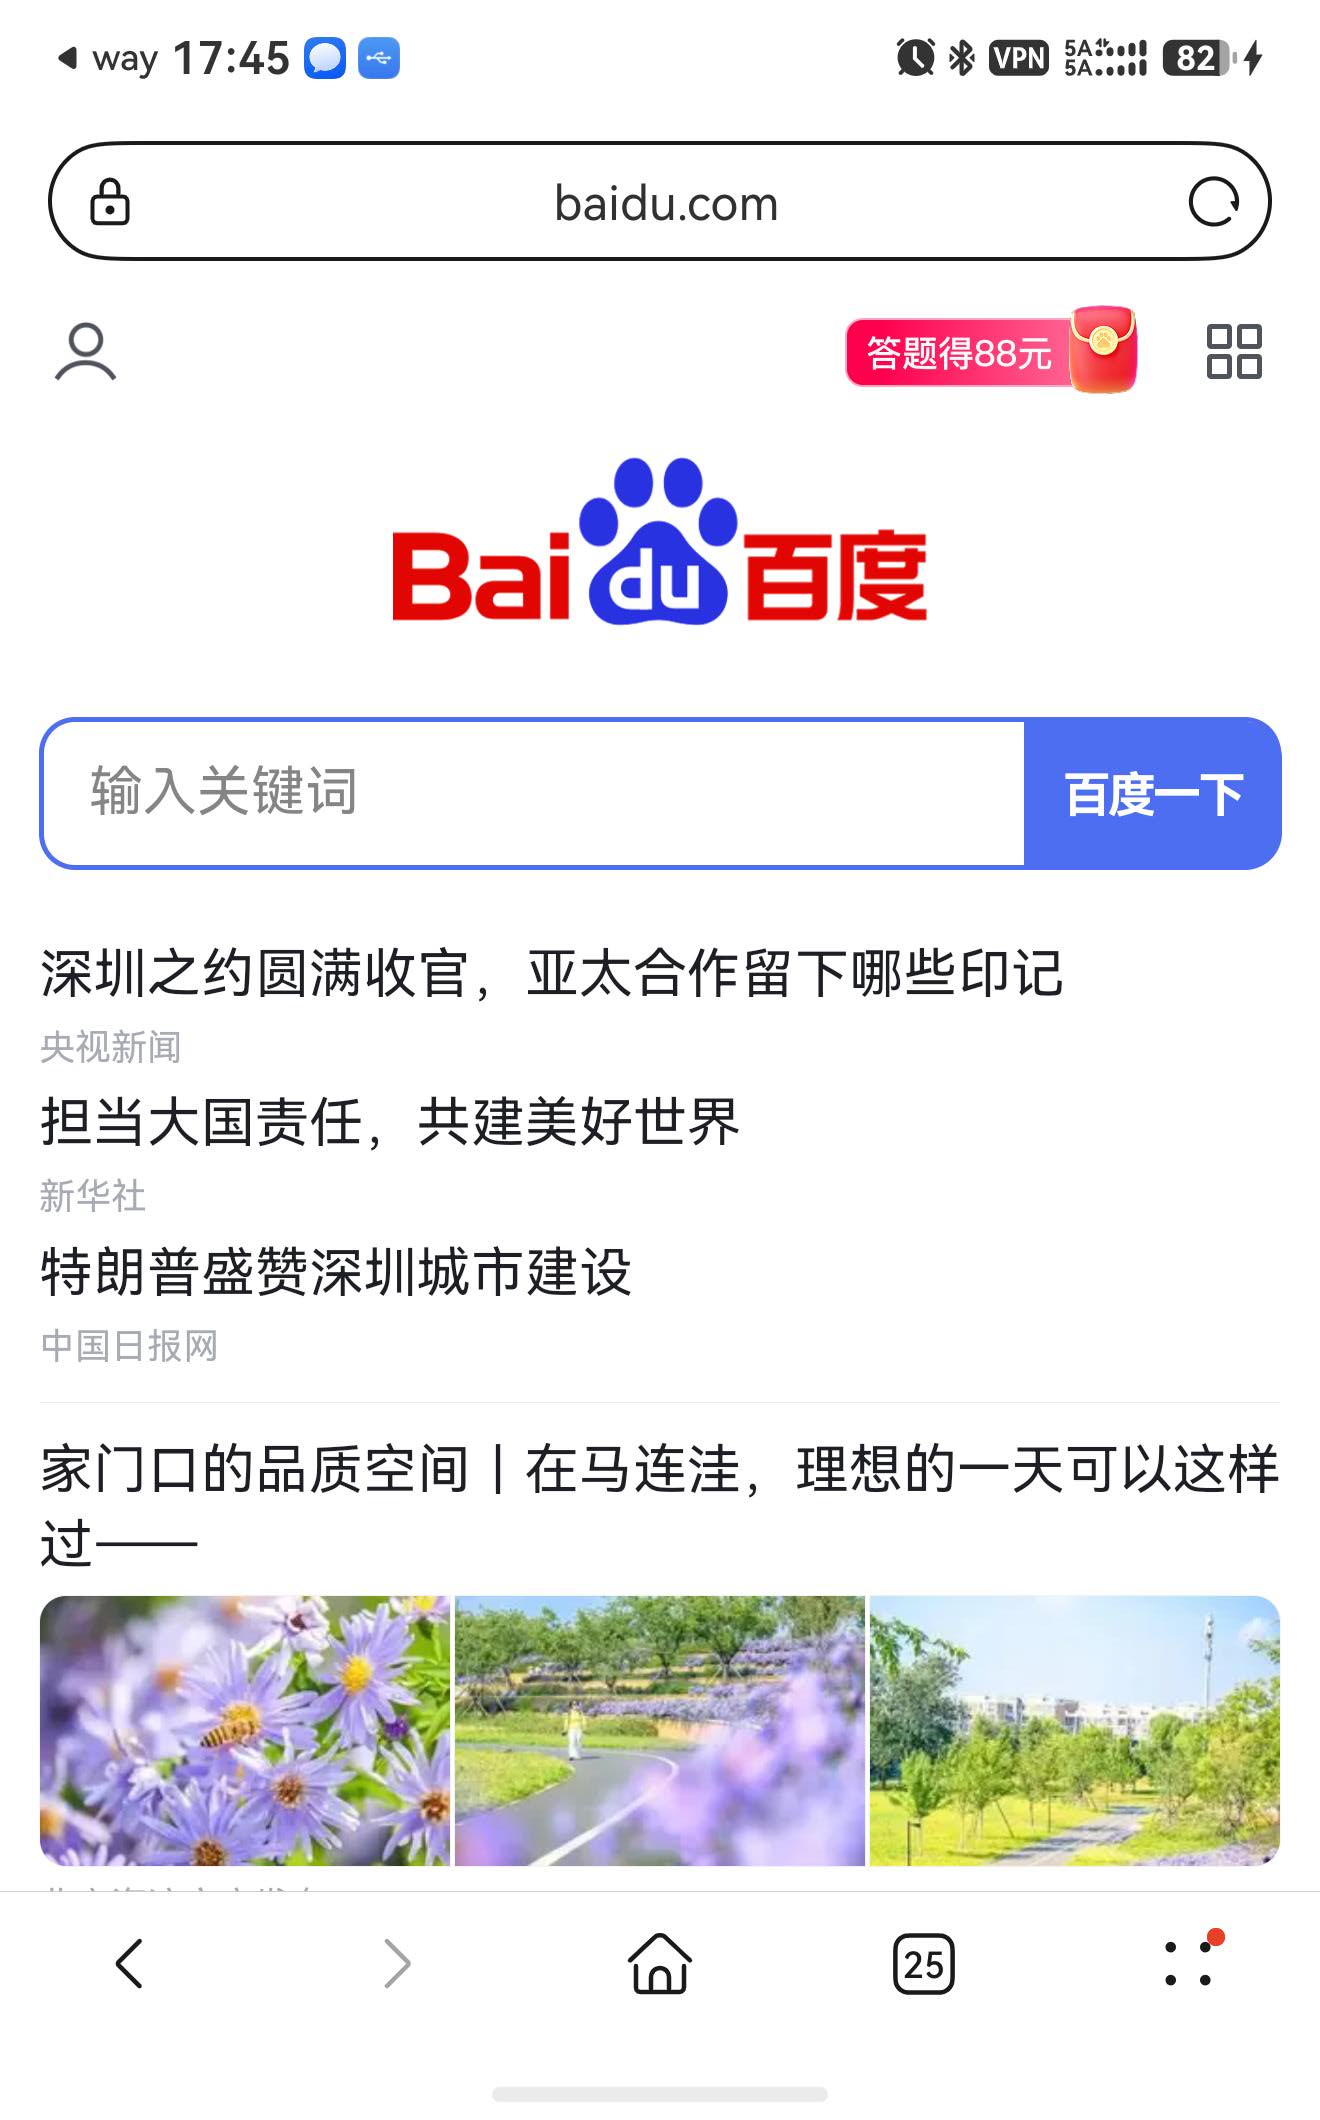 way 17:45 VPN 5A 5A 82
baidu.com
答题得88元
Bai du 百度
输入关键词 百度一下
深圳之约圆满收官，亚太合作留下哪些印记
央视新闻
担当大国责任，共建美好世界
新华社
特朗普盛赞深圳城市建设
中国日报网
家门口的品质空间丨在马连洼，理想的一天可以这样
过——
25